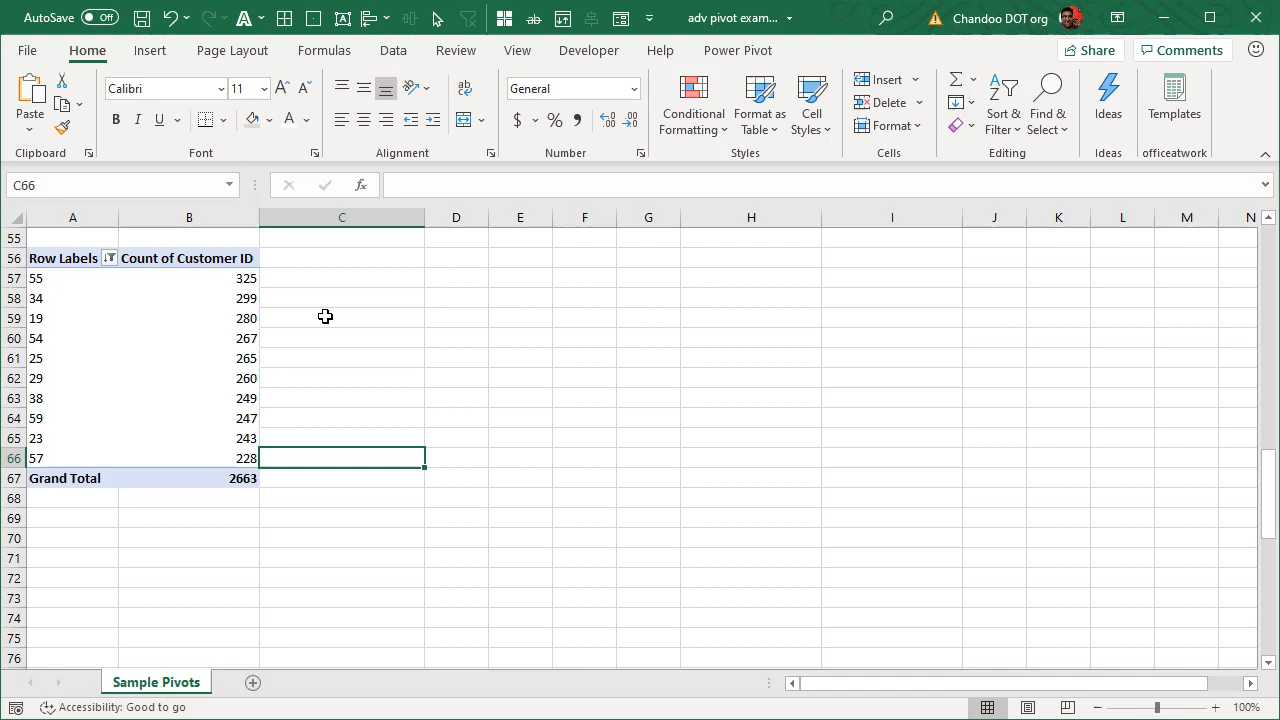 AutoSave Off adv pivot exam... Chandoo DOT org
File Home Insert Page Layout Formulas Data Review View Developer Help Power Pivot Share Comments
Paste
Clipboard
Calibri 11
B I U
Font
Alignment
General
$ % ,
Number
Conditional Formatting
Format as Table
Cell Styles
Styles
Insert
Delete
Format
Cells
Sort & Filter
Find & Select
Editing
Ideas
Ideas
Templates
officeatwork
C66 fx
A B C D E F G H I J K L M N
55
56 Row Labels Count of Customer ID
57 55 325
58 34 299
59 19 280
60 54 267
61 25 265
62 29 260
63 38 249
64 59 247
65 23 243
66 57 228
67 Grand Total 2663
68
69
70
71
72
73
74
75
76
Sample Pivots
Accessibility: Good to go 100%